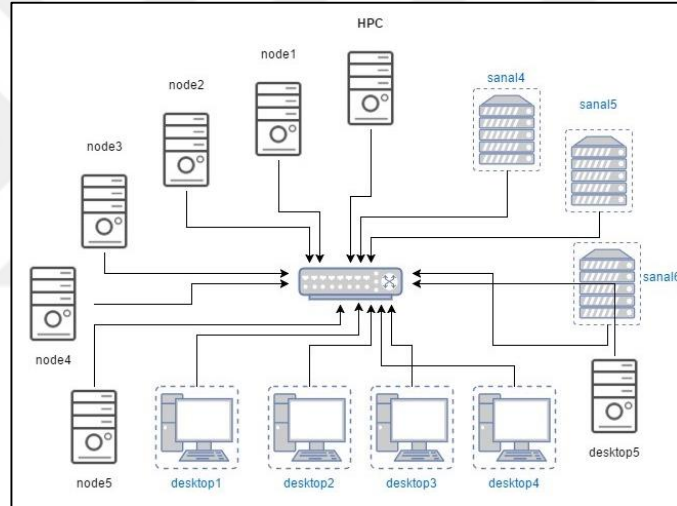 HPC
node1
sanal4
node2
sanal5
node3
sanal6
node4
desktop5
node5
desktop1
desktop2
desktop3
desktop4